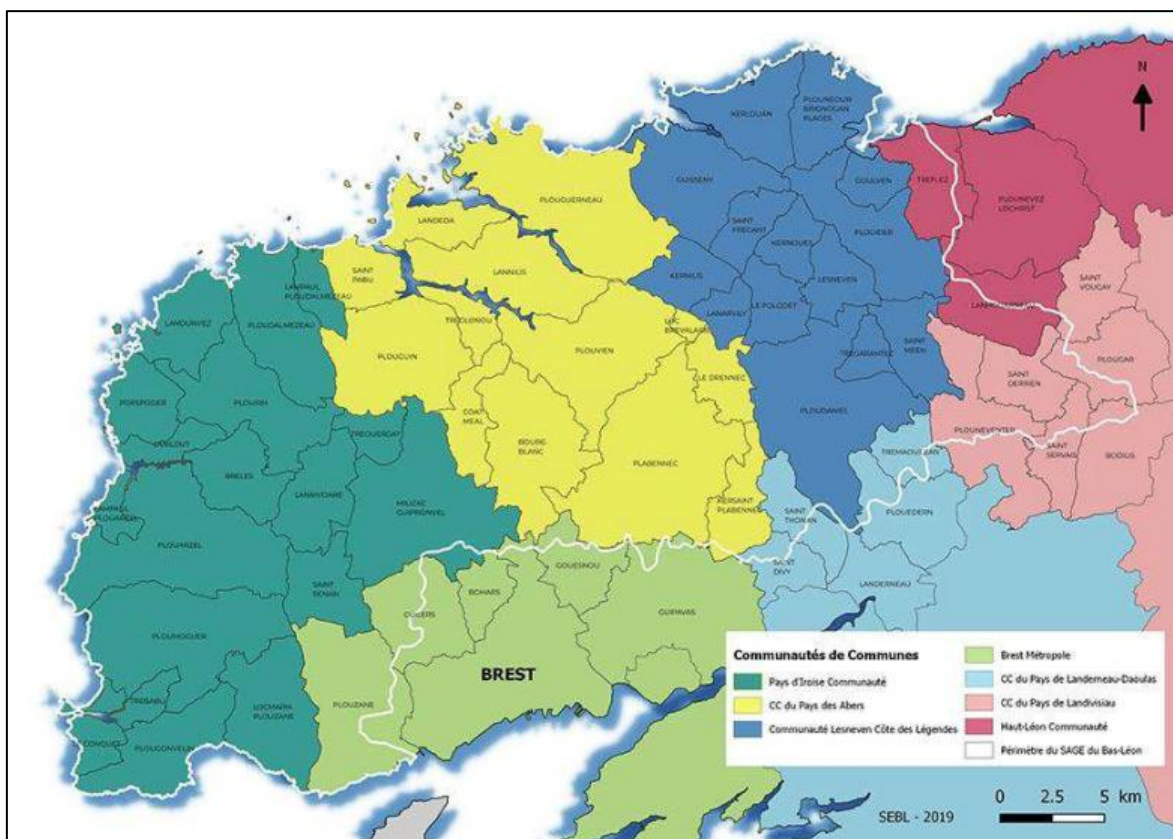 N
KERLOUAN
PLOUNEOUR
BRIGNOGAN
PLAGES
GUISSENY
GOULVEN
TREFLEZ
PLOUNEVEZ
LOCHRIST
PLOUGUERNEAU
LANDEDA
SAINT
FREGANT
PLOUIDER
KERNOUES
SAINT
PABU
LANNILIS
KERNILIS
LESNEVEN
SAINT
VOUGAY
LAMPAUL
PLOUDALMEZEAU
LANARVILY
LE FOLGOET
LANDUNVEZ
PLOUDALMEZEAU
TREGLONOU
LOC
BREVALAIRE
PLOUVIEN
TREGARANTEZ
SAINT
MEEN
PLOUGAR
PLOUGUIN
LE DRENNEC
SAINT
DERRIEN
PORSPODER
PLOURIN
COAT
MEAL
PLOUDANIEL
TREOUERGAT
BOURG
BLANC
PLOUNEVENTER
LANILDUT
PLABENNEC
TREMAOUEZAN
SAINT
SERVAIS
BODILIS
BRELES
LANRIVOARE
MILIZAC
GUIPRONVEL
KERSAINT
PLABENNEC
LAMPAUL
PLOUARZEL
SAINT
THONAN
PLOUEDERN
PLOUARZEL
SAINT
DIVY
GOUESNOU
SAINT
RENAN
BOHARS
GUILERS
LANDERNEAU
GUIPAVAS
PLOUMOGUER
BREST
TREBABU
LOCMARIA
PLOUZANE
PLOUZANE
LE CONQUET
PLOUGONVELIN
Communautés de Communes
Pays d'Iroise Communauté
CC du Pays des Abers
Communauté Lesneven Côte des Légendes
Brest Métropole
CC du Pays de Landerneau-Daoulas
CC du Pays de Landivisiau
Haut-Léon Communauté
Périmètre du SAGE du Bas-Léon
SEBL - 2019
0 2.5 5 km